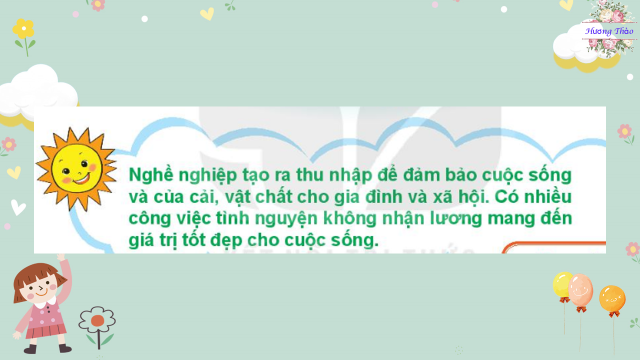 Hương Thảo
Nghề nghiệp tạo ra thu nhập để đảm bảo cuộc sống
và của cải, vật chất cho gia đình và xã hội. Có nhiều
công việc tình nguyện không nhận lương mang đến
giá trị tốt đẹp cho cuộc sống.